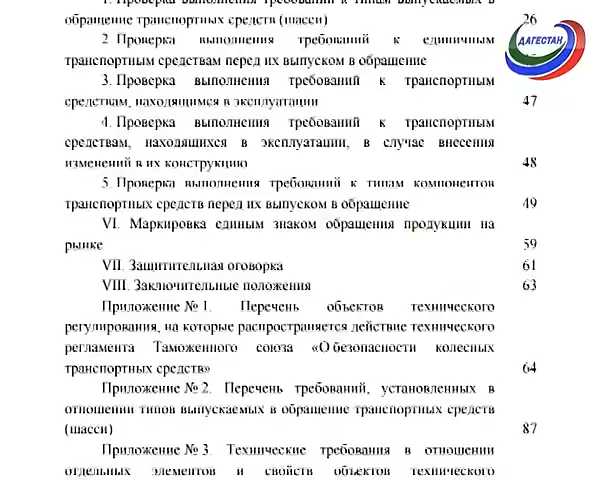 1. Проверка выполнения требований к типам выпускаемых в
обращение транспортных средств (шасси) 26
2 Проверка выполнения требований к единичным
транспортным средствам перед их выпуском в обращение
3. Проверка выполнения требований к транспортным
средствам, находящимся в эксплуатации 47
4. Проверка выполнения требований к транспортным
средствам, находящихся в эксплуатации, в случае внесения
изменений в их конструкцию 48
5. Проверка выполнения требований к типам компонентов
транспортных средств перед их выпуском в обращение 49
VI. Маркировка единым знаком обращения продукции на
рынке 59
VII. Защитительная оговорка 61
VIII. Заключительные положения 63
Приложение № 1. Перечень объектов технического
регулирования, на которые распространяется действие технического
регламента Таможенного союза «О безопасности колесных
транспортных средств» 64
Приложение № 2. Перечень требований, установленных в
отношении типов выпускаемых в обращение транспортных средств
(шасси) 87
Приложение № 3. Технические требования в отношении
отдельных элементов и свойств объектов технического
ДАГЕСТАН